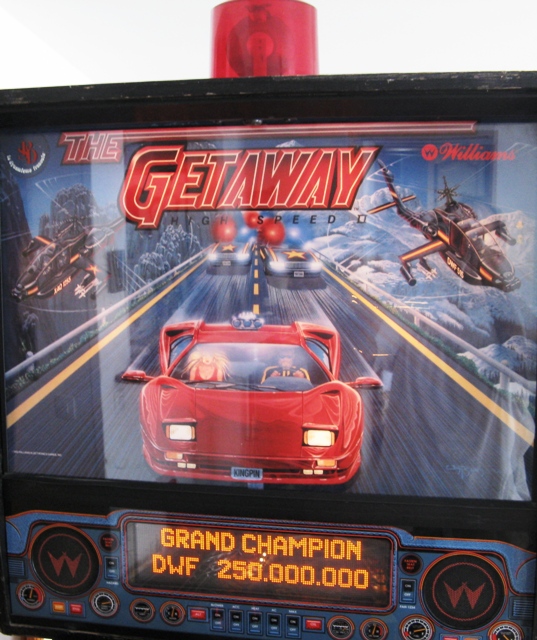 THE
GETAWAY
HIGH SPEED II
Williams
KINGPIN
GRAND CHAMPION
DWF 250.000.000